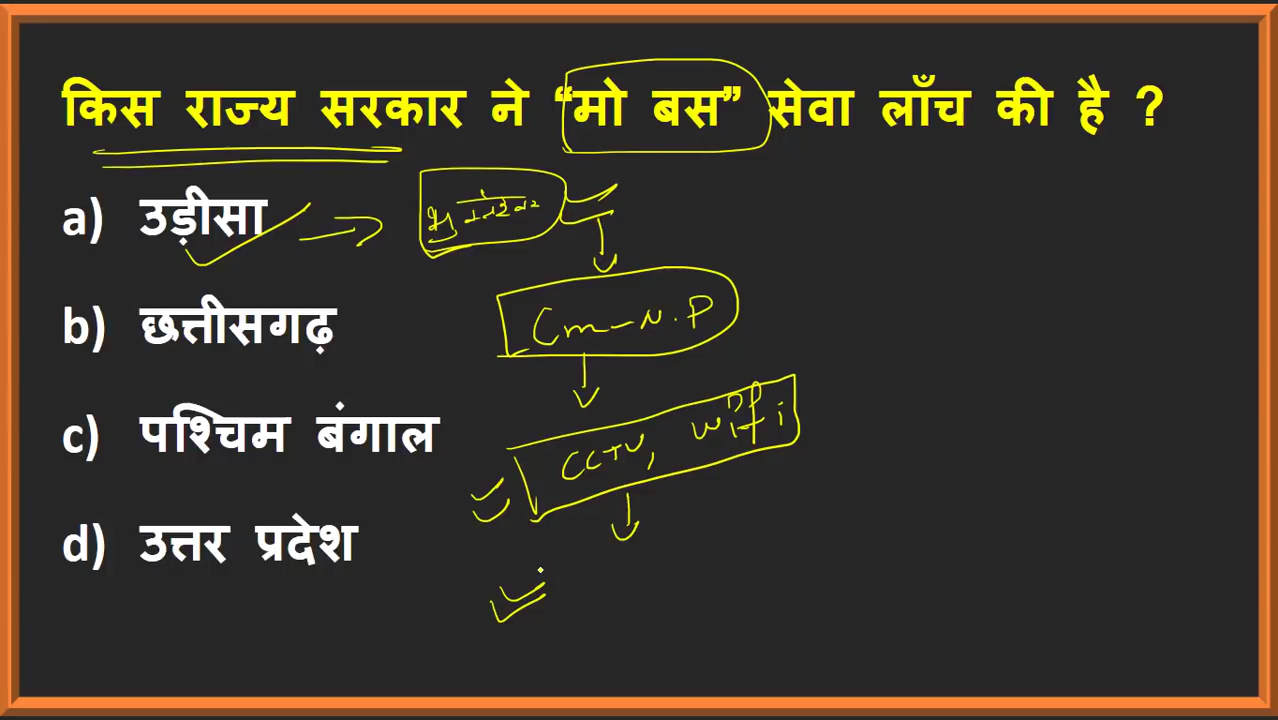 किस राज्य सरकार ने “मो बस” सेवा लाँच की है ?
a) उड़ीसा
b) छत्तीसगढ़
Cm-N.P
c) पश्चिम बंगाल
CCTV, wifi
d) उत्तर प्रदेश